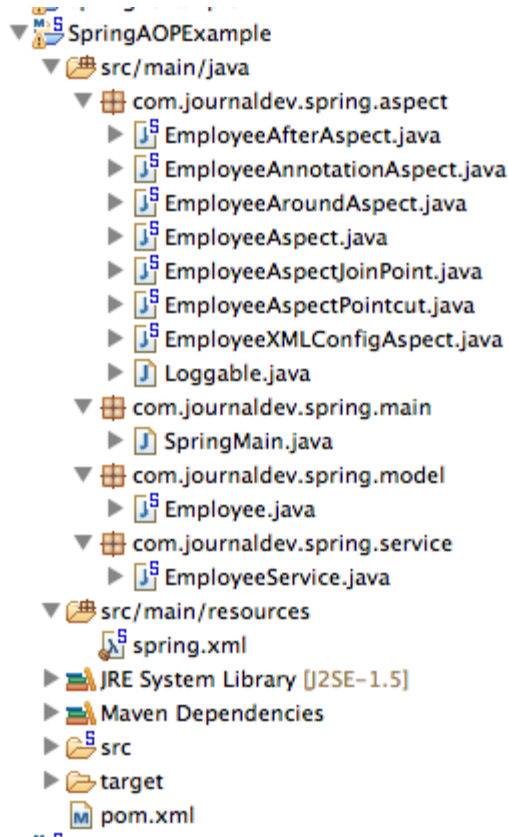 SpringAOPExample
src/main/java
com.journaldev.spring.aspect
EmployeeAfterAspect.java
EmployeeAnnotationAspect.java
EmployeeAroundAspect.java
EmployeeAspect.java
EmployeeAspectJoinPoint.java
EmployeeAspectPointcut.java
EmployeeXMLConfigAspect.java
Loggable.java
com.journaldev.spring.main
SpringMain.java
com.journaldev.spring.model
Employee.java
com.journaldev.spring.service
EmployeeService.java
src/main/resources
spring.xml
JRE System Library [J2SE-1.5]
Maven Dependencies
src
target
pom.xml